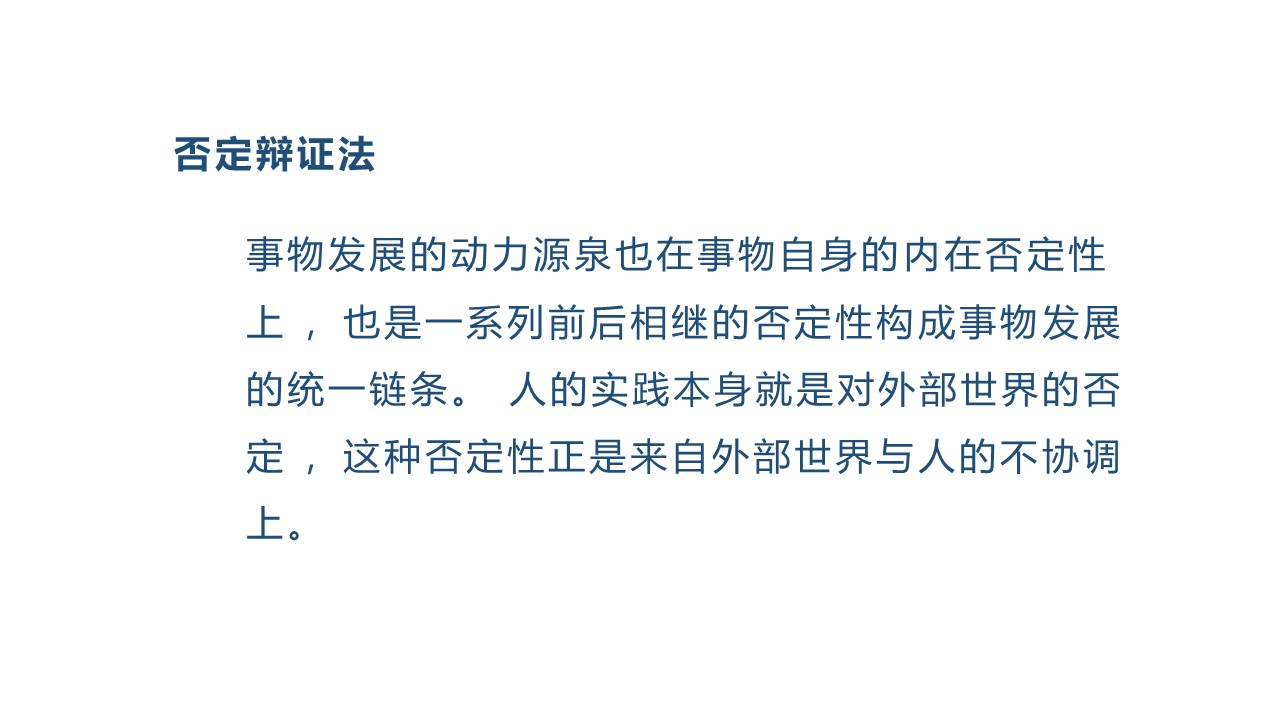 否定辩证法
事物发展的动力源泉也在事物自身的内在否定性
上 ，也是一系列前后相继的否定性构成事物发展
的统一链条。 人的实践本身就是对外部世界的否
定 ，这种否定性正是来自外部世界与人的不协调
上。